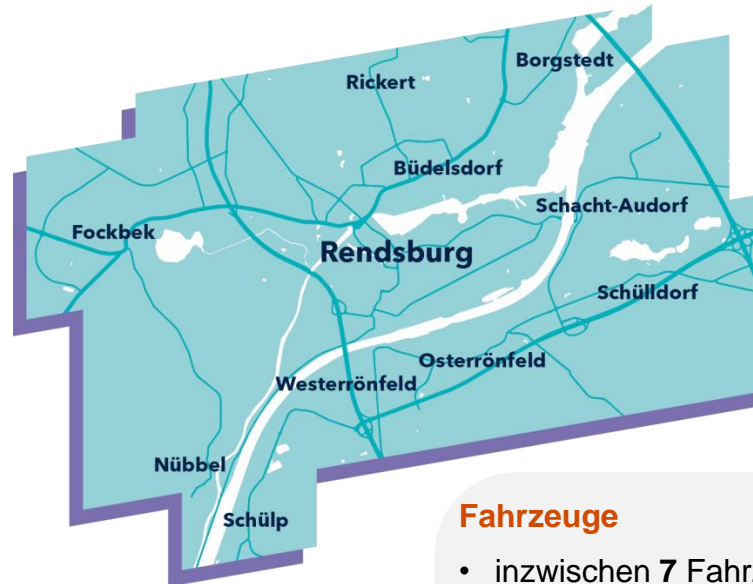 Borgstedt
Rickert
Büdelsdorf
Schacht-Audorf
Fockbek
Rendsburg
Schülldorf
Osterrönfeld
Westerrönfeld
Nübbel
Schülp
Fahrzeuge
• inzwischen 7 Fahr